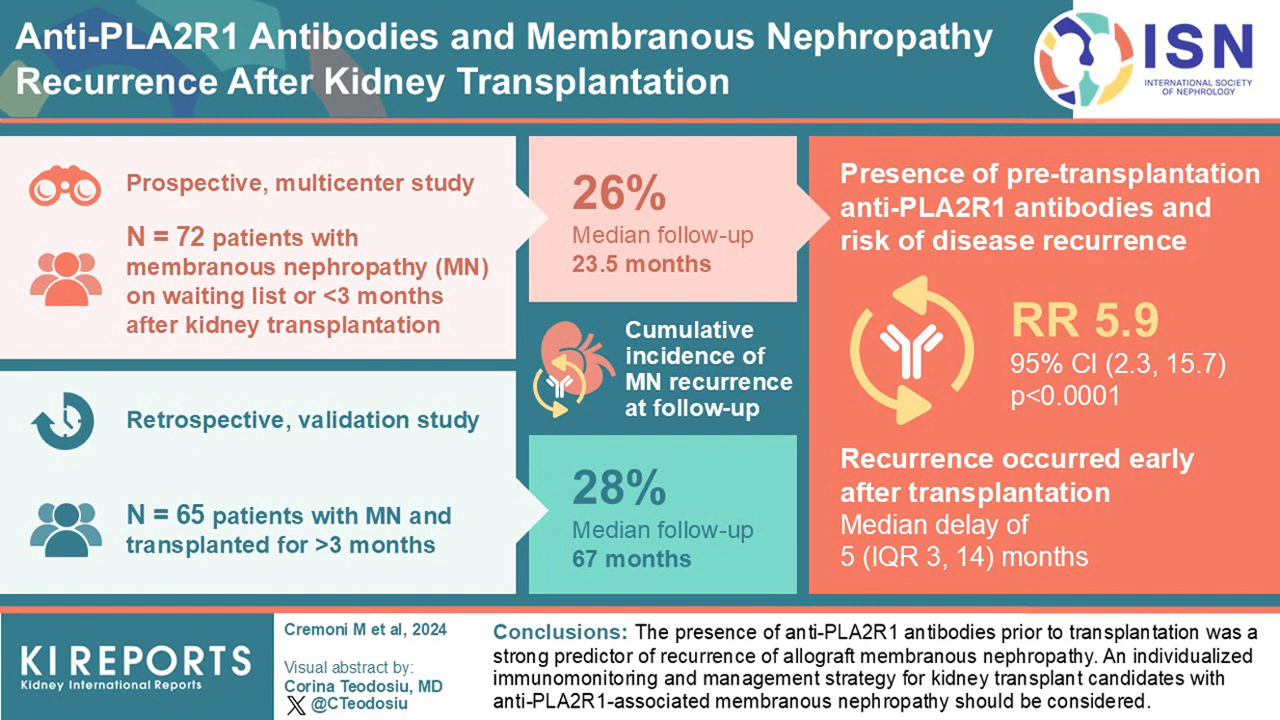 Anti-PLA2R1 Antibodies and Membranous Nephropathy
Recurrence After Kidney Transplantation
ISN
INTERNATIONAL SOCIETY
OF NEPHROLOGY
Prospective, multicenter study
N = 72 patients with
membranous nephropathy (MN)
on waiting list or <3 months
after kidney transplantation
Retrospective, validation study
N = 65 patients with MN and
transplanted for >3 months
26%
Median follow-up
23.5 months
Cumulative
incidence of
MN recurrence
at follow-up
28%
Median follow-up
67 months
Presence of pre-transplantation
anti-PLA2R1 antibodies and
risk of disease recurrence
RR 5.9
95% CI (2.3, 15.7)
p<0.0001
Recurrence occurred early
after transplantation
Median delay of
5 (IQR 3, 14) months
KI REPORTS
Kidney International Reports
Cremoni M et al, 2024
Visual abstract by:
Corina Teodosiu, MD
X @CTeodosiu
Conclusions: The presence of anti-PLA2R1 antibodies prior to transplantation was a
strong predictor of recurrence of allograft membranous nephropathy. An individualized
immunomonitoring and management strategy for kidney transplant candidates with
anti-PLA2R1-associated membranous nephropathy should be considered.